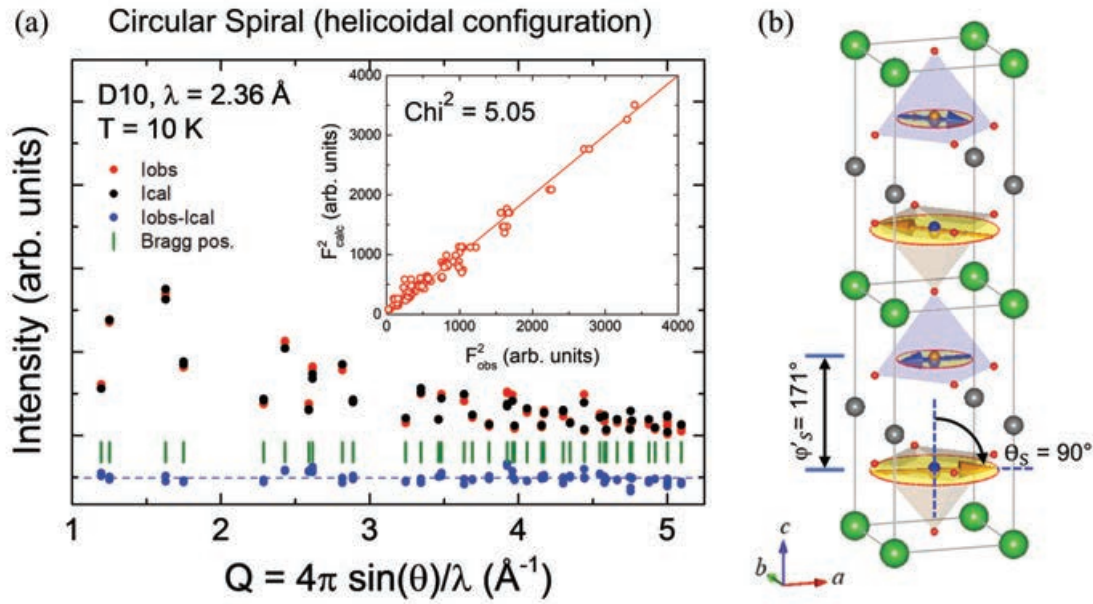 (a) Circular Spiral (helicoidal configuration)
D10, λ = 2.36 Å
T = 10 K
Iobs
Ical
Iobs-Ical
Bragg pos.
Chi² = 5.05
4000
3000
2000
1000
0
0 1000 2000 3000 4000
F²calc (arb. units)
F²obs (arb. units)
Intensity (arb. units)
1 2 3 4 5
Q = 4π sin(θ)/λ (Å⁻¹)
(b)
φ's = 171°
θs = 90°
c
b
a